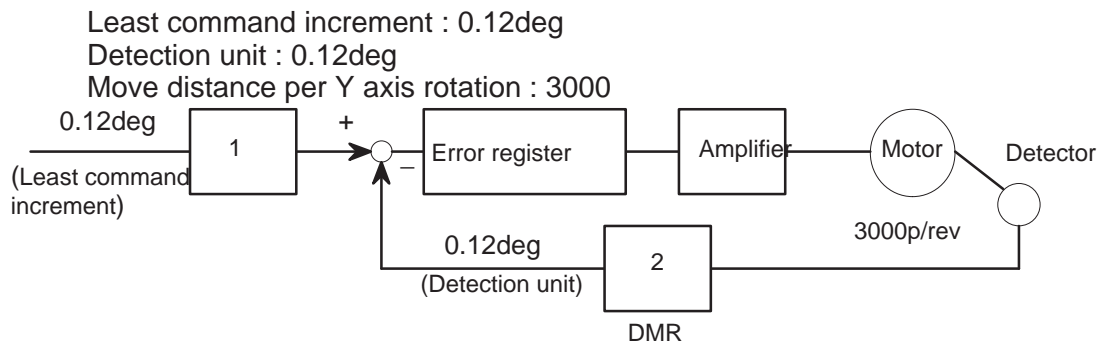 Least command increment : 0.12deg
Detection unit : 0.12deg
Move distance per Y axis rotation : 3000
0.12deg
1
+
−
Error register
Amplifier
Motor
Detector
(Least command
increment)
3000p/rev
0.12deg
2
(Detection unit)
DMR